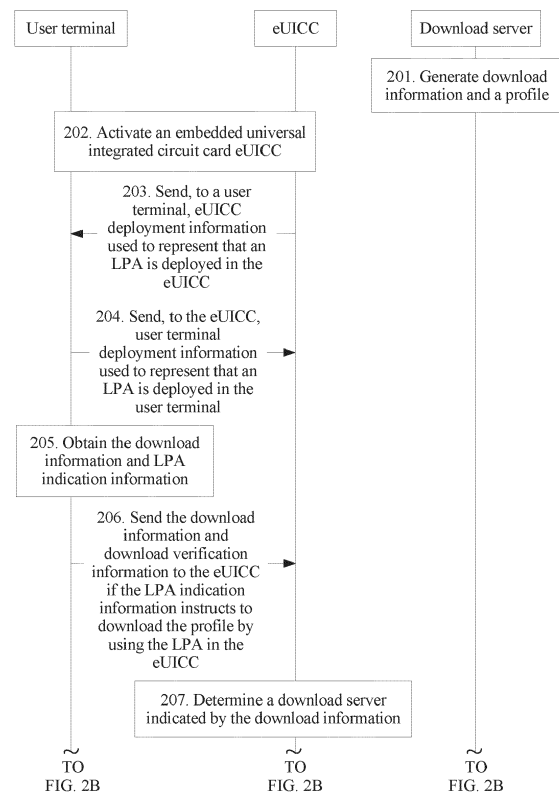 User terminal
eUICC
Download server
201. Generate download
information and a profile
202. Activate an embedded universal
integrated circuit card eUICC
203. Send, to a user
terminal, eUICC
deployment information
used to represent that an
LPA is deployed in the
eUICC
204. Send, to the eUICC,
user terminal
deployment information
used to represent that an
LPA is deployed in the
user terminal
205. Obtain the download
information and LPA
indication information
206. Send the download
information and
download verification
information to the eUICC
if the LPA indication
information instructs to
download the profile by
using the LPA in the
eUICC
207. Determine a download server
indicated by the download information
TO
FIG. 2B
TO
FIG. 2B
TO
FIG. 2B